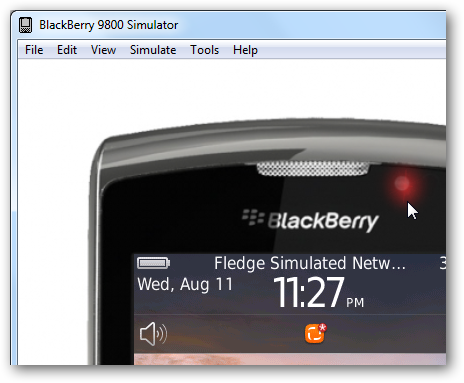 BlackBerry 9800 Simulator
File Edit View Simulate Tools Help
BlackBerry
Fledge Simulated Netw... 3
Wed, Aug 11
11:27 PM